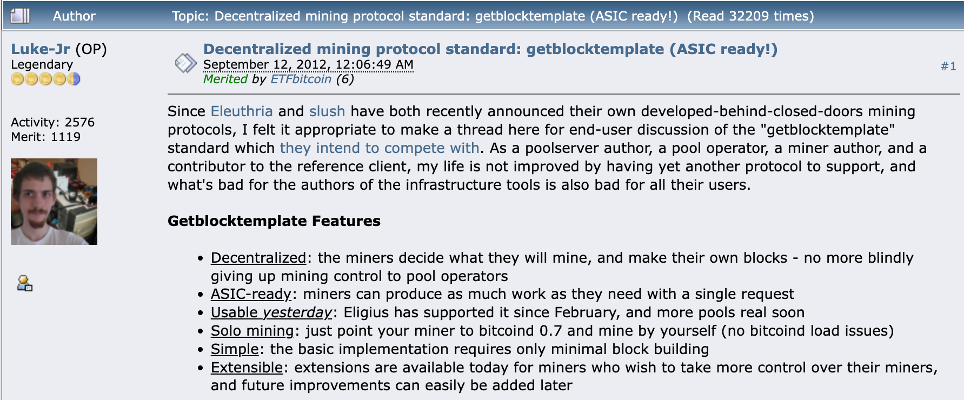 Author Topic: Decentralized mining protocol standard: getblocktemplate (ASIC ready!) (Read 32209 times)
Luke-Jr (OP)
Legendary
Activity: 2576
Merit: 1119
Decentralized mining protocol standard: getblocktemplate (ASIC ready!)
September 12, 2012, 12:06:49 AM
Merited by ETFbitcoin (6)
#1
Since Eleuthria and slush have both recently announced their own developed-behind-closed-doors mining
protocols, I felt it appropriate to make a thread here for end-user discussion of the "getblocktemplate"
standard which they intend to compete with. As a poolserver author, a pool operator, a miner author, and a
contributor to the reference client, my life is not improved by having yet another protocol to support, and
what's bad for the authors of the infrastructure tools is also bad for all their users.
Getblocktemplate Features
• Decentralized: the miners decide what they will mine, and make their own blocks - no more blindly
giving up mining control to pool operators
• ASIC-ready: miners can produce as much work as they need with a single request
• Usable yesterday: Eligius has supported it since February, and more pools real soon
• Solo mining: just point your miner to bitcoind 0.7 and mine by yourself (no bitcoind load issues)
• Simple: the basic implementation requires only minimal block building
• Extensible: extensions are available today for miners who wish to take more control over their miners,
and future improvements can easily be added later